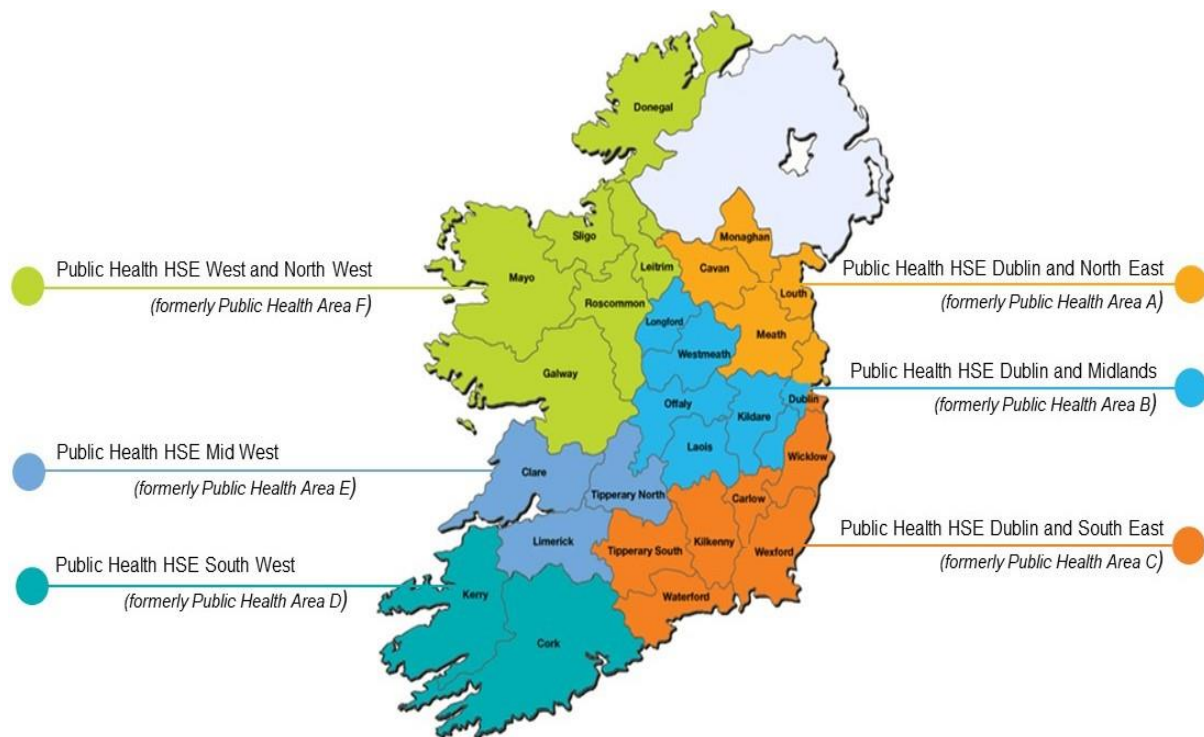 Donegal
Monaghan
Sligo
Cavan
Leitrim
Louth
Mayo
Roscommon
Longford
Meath
Westmeath
Galway
Dublin
Offaly
Kildare
Laois
Wicklow
Clare
Tipperary North
Carlow
Limerick
Kilkenny
Tipperary South
Wexford
Kerry
Waterford
Cork
Public Health HSE West and North West
(formerly Public Health Area F)
Public Health HSE Mid West
(formerly Public Health Area E)
Public Health HSE South West
(formerly Public Health Area D)
Public Health HSE Dublin and North East
(formerly Public Health Area A)
Public Health HSE Dublin and Midlands
(formerly Public Health Area B)
Public Health HSE Dublin and South East
(formerly Public Health Area C)